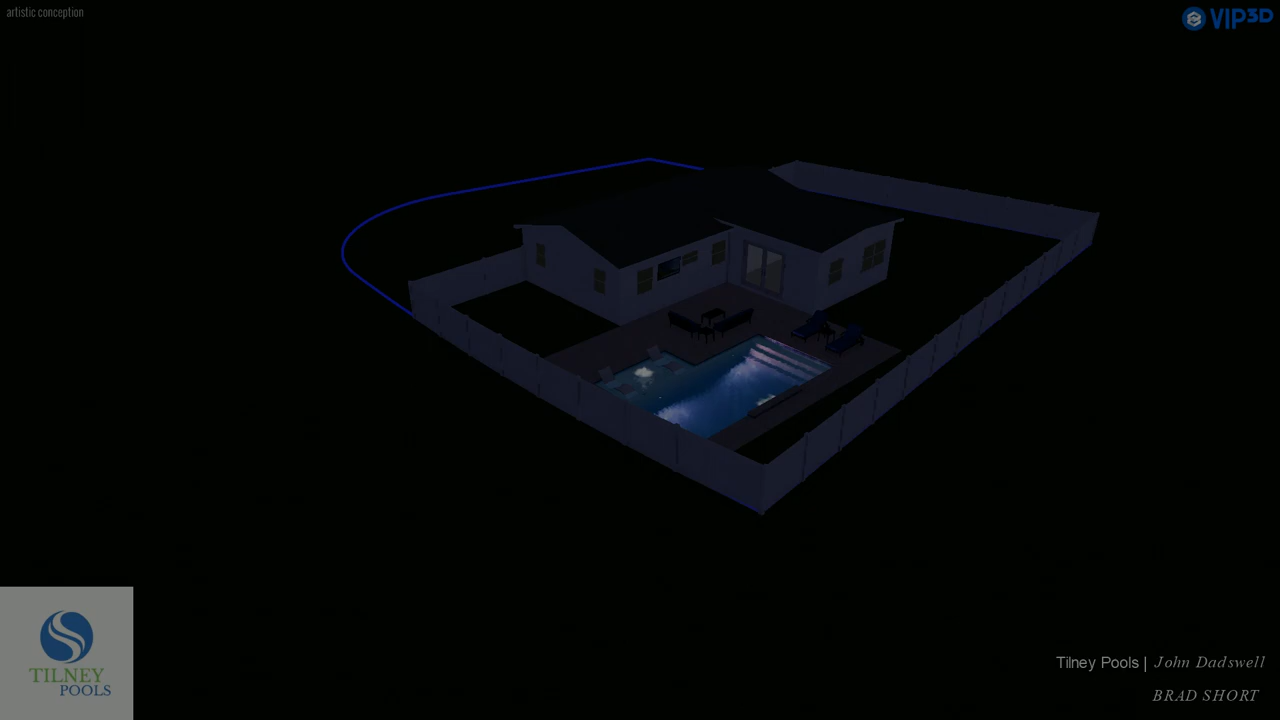 artistic conception
VIP3D
TILNEY
POOLS
Tilney Pools | John Dadswell
BRAD SHORT